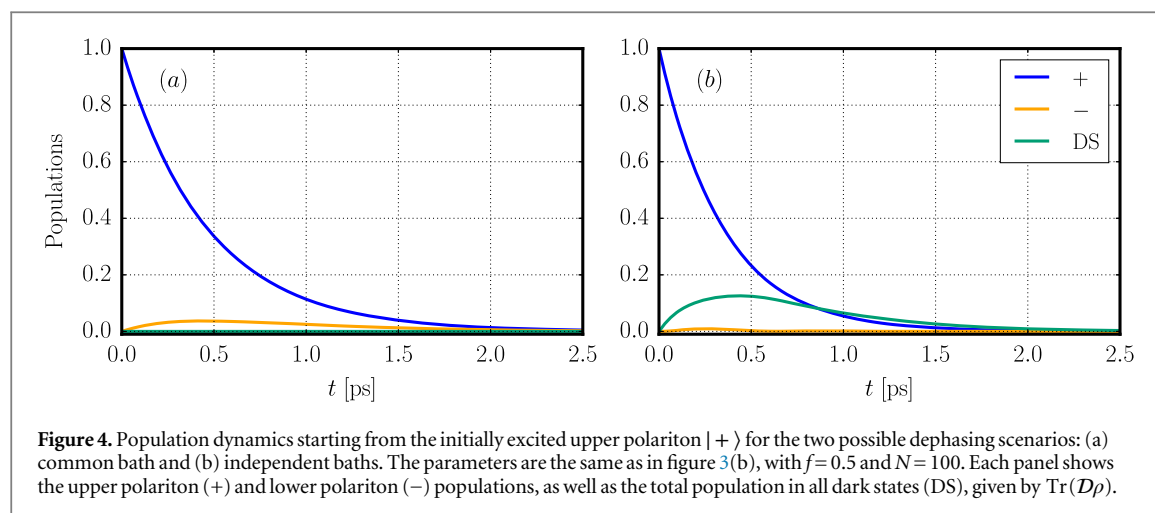 1.0
0.8
0.6
0.4
0.2
0.0
Populations
(a)
0.0 0.5 1.0 1.5 2.0 2.5
t [ps]
1.0
0.8
0.6
0.4
0.2
0.0
(b)
+
−
DS
0.0 0.5 1.0 1.5 2.0 2.5
t [ps]
Figure 4. Population dynamics starting from the initially excited upper polariton | + ⟩ for the two possible dephasing scenarios: (a)
common bath and (b) independent baths. The parameters are the same as in figure 3(b), with f = 0.5 and N = 100. Each panel shows
the upper polariton (+) and lower polariton (−) populations, as well as the total population in all dark states (DS), given by Tr(𝒟ρ).